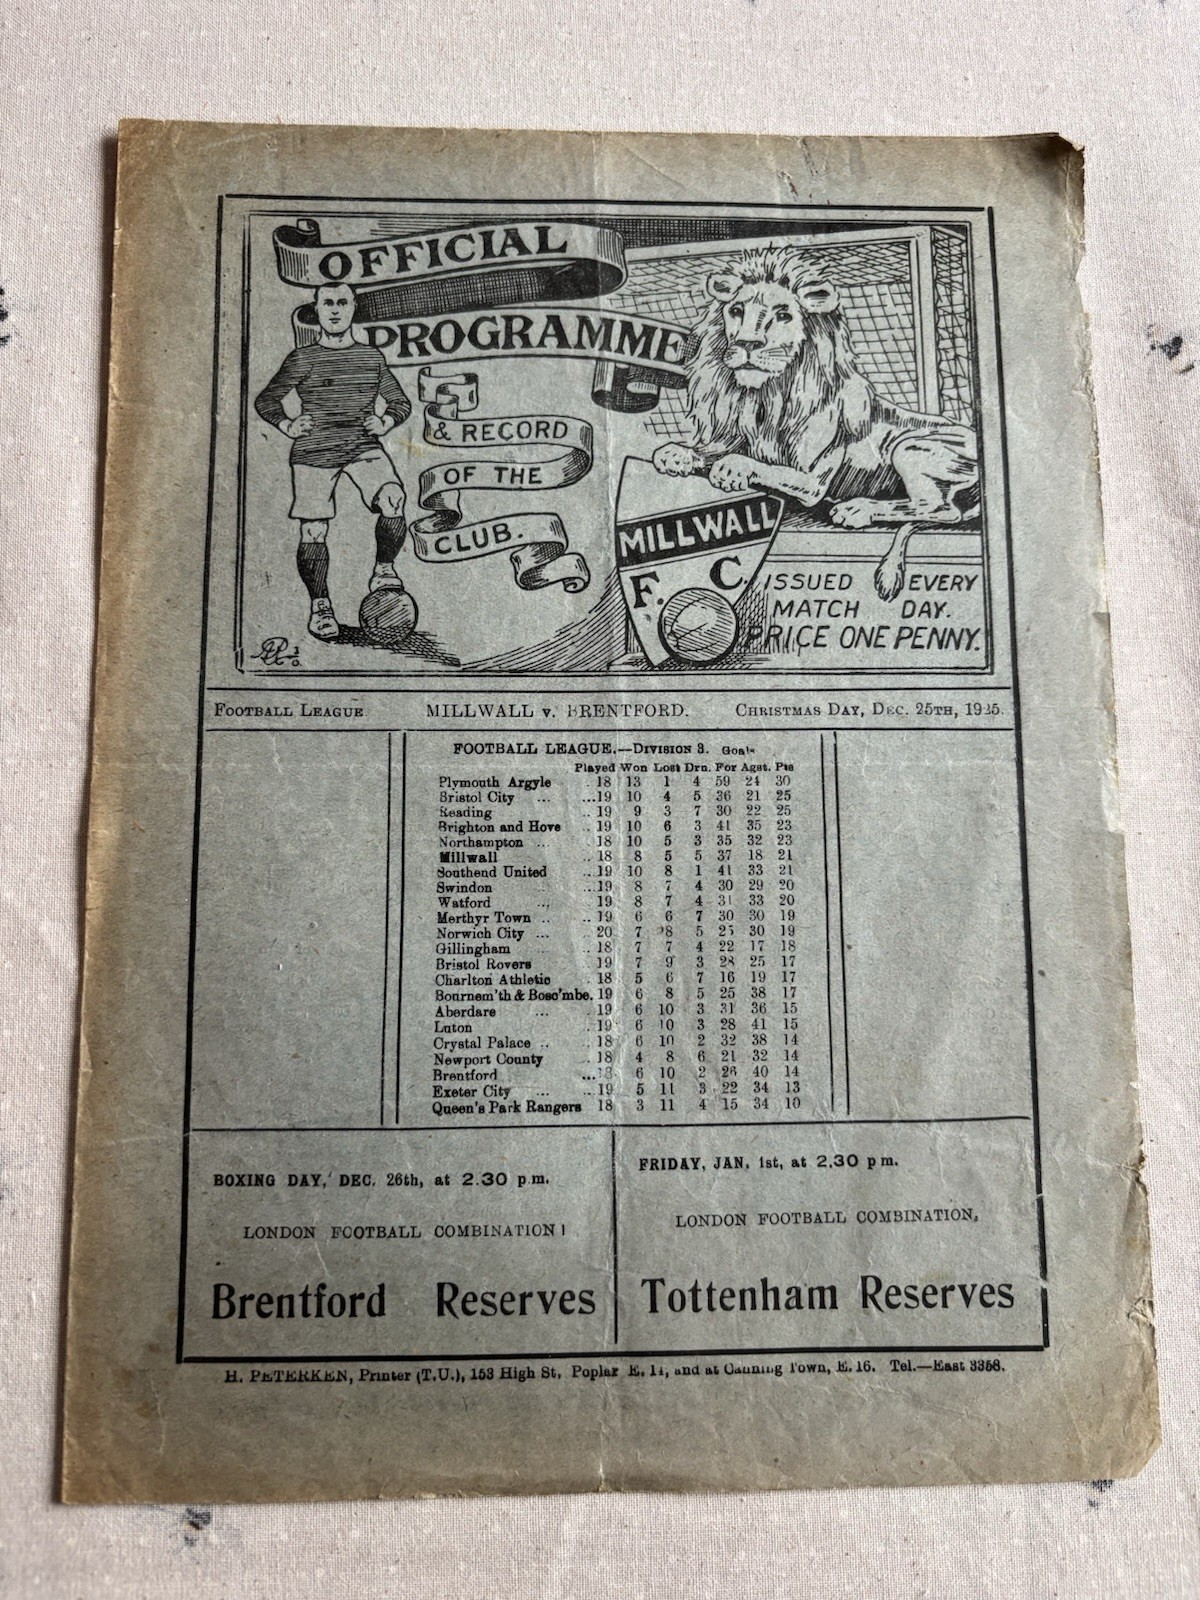 OFFICIAL
PROGRAMME
& RECORD
OF THE
CLUB.
MILLWALL
F. C.
ISSUED EVERY
MATCH DAY.
PRICE ONE PENNY.
FOOTBALL LEAGUE MILLWALL v. BRENTFORD. CHRISTMAS DAY, DEC. 25TH, 1925.
FOOTBALL LEAGUE.—DIVISION 3. Goals
Played Won Lost Drn. For Agst. Pts
Plymouth Argyle . 18 13 1 4 59 24 30
Bristol City ... ...19 10 4 5 36 21 25
Reading .. 19 9 3 7 30 22 25
Brighton and Hove .. 19 10 6 3 41 35 23
Northampton ... 18 10 5 3 35 32 23
Millwall .. 18 8 5 5 37 18 21
Southend United ...19 10 8 1 41 33 21
Swindon ...19 8 7 4 30 29 20
Watford ... 19 8 7 4 31 33 20
Merthyr Town .. .. 19 6 6 7 30 30 19
Norwich City ... 20 7 8 5 25 30 19
Gillingham .. 18 7 7 4 22 17 18
Bristol Rovers 19 7 9 3 28 25 17
Charlton Athletic . 18 5 6 7 16 19 17
Bournem'th & Bosc'mbe. 19 6 8 5 25 38 17
Aberdare ... . 19 6 10 3 31 36 15
Luton . 19 6 10 3 28 41 15
Crystal Palace .. . 18 6 10 2 32 38 14
Newport County . 18 4 8 6 21 32 14
Brentford ...18 6 10 2 26 40 14
Exeter City ... .. 19 5 11 3 22 34 13
Queen's Park Rangers 18 3 11 4 15 34 10
BOXING DAY, DEC. 26th, at 2.30 p.m.
LONDON FOOTBALL COMBINATION
Brentford Reserves
FRIDAY, JAN. 1st, at 2.30 p m.
LONDON FOOTBALL COMBINATION,
Tottenham Reserves
H. PETERKEN, Printer (T.U.), 153 High St, Poplar E. 14, and at Canning Town, E. 16. Tel.—East 3358.